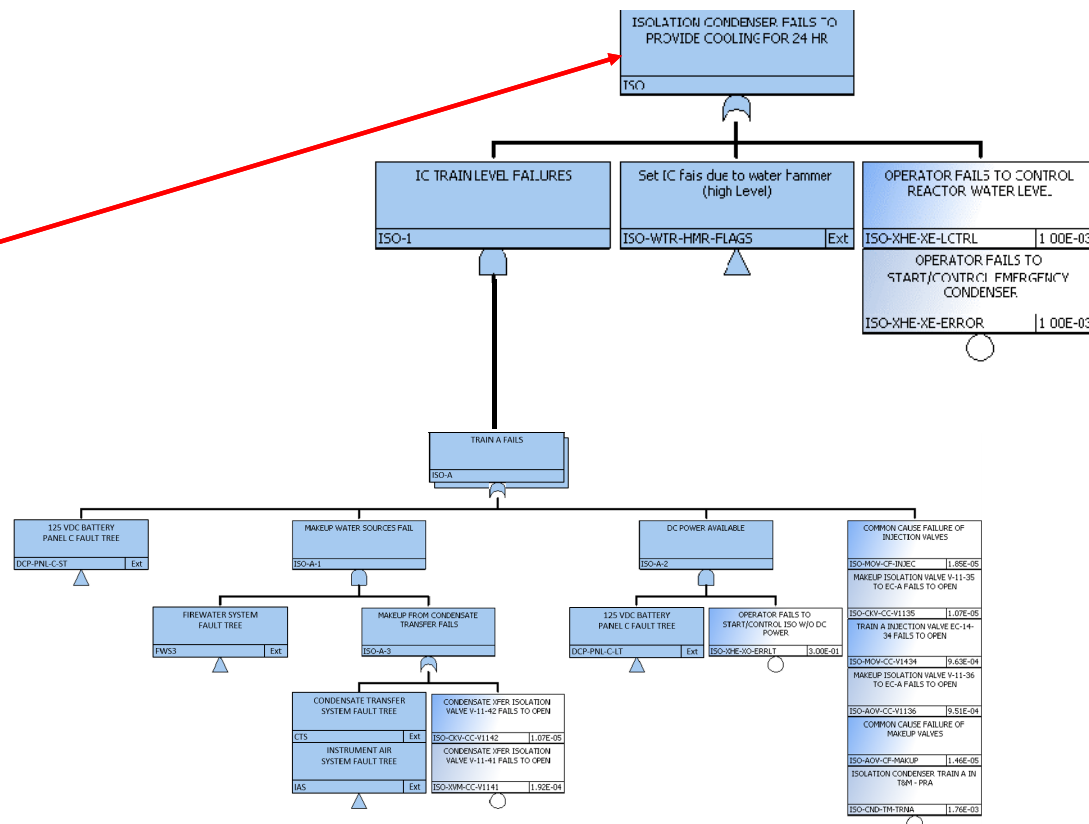 ISOLATION CONDENSER FAILS TO
PROVIDE COOLING FOR 24 HR
ISO
IC TRAIN LEVEL FAILURES
ISO-1
Set IC fais due to water hammer
(high Level)
ISO-WTR-HMR-FLAGS Ext
OPERATOR FAILS TO CONTROL
REACTOR WATER LEVEL
ISO-XHE-XE-LCTRL 1 00E-03
OPERATOR FAILS TO
START/CONTROL EMERGENCY
CONDENSER
ISO-XHE-XE-ERROR 1 00E-03
TRAIN A FAILS
ISO-A
125 VDC BATTERY
PANEL C FAULT TREE
DCP-PNL-C-ST Ext
MAKEUP WATER SOURCES FAIL
ISO-A-1
DC POWER AVAILABLE
ISO-A-2
COMMON CAUSE FAILURE OF
INJECTION VALVES
ISO-MOV-CF-INJEC 1.85E-05
MAKEUP ISOLATION VALVE V-11-35
TO EC-A FAILS TO OPEN
ISO-CKV-CC-V1135 1.07E-05
TRAIN A INJECTION VALVE EC-14-
34 FAILS TO OPEN
ISO-MOV-CC-V1434 9.63E-04
MAKEUP ISOLATION VALVE V-11-36
TO EC-A FAILS TO OPEN
ISO-AOV-CC-V1136 9.51E-04
COMMON CAUSE FAILURE OF
MAKEUP VALVES
ISO-AOV-CF-MAKUP 1.46E-05
ISOLATION CONDENSER TRAIN A IN
T&M - PRA
ISO-CND-TM-TRNA 1.76E-03
FIREWATER SYSTEM
FAULT TREE
FWS3 Ext
MAKEUP FROM CONDENSATE
TRANSFER FAILS
ISO-A-3
125 VDC BATTERY
PANEL C FAULT TREE
DCP-PNL-C-LT Ext
OPERATOR FAILS TO
START/CONTROL ISO W/O DC
POWER
ISO-XHE-XO-ERRLT 3.00E-01
CONDENSATE TRANSFER
SYSTEM FAULT TREE
CTS Ext
INSTRUMENT AIR
SYSTEM FAULT TREE
IAS Ext
CONDENSATE XFER ISOLATION
VALVE V-11-42 FAILS TO OPEN
ISO-CKV-CC-V1142 1.07E-05
CONDENSATE XFER ISOLATION
VALVE V-11-41 FAILS TO OPEN
ISO-XVM-CC-V1141 1.92E-04